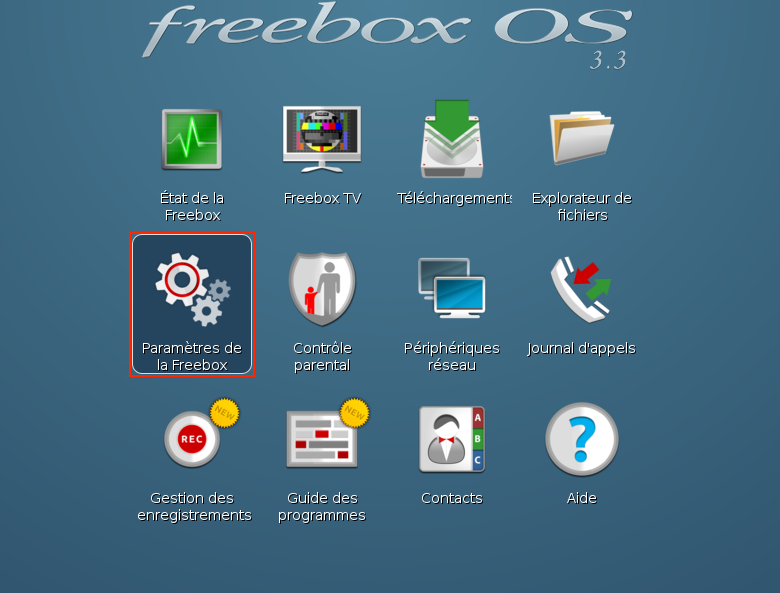 freebox OS
3.3
État de la
Freebox
Freebox TV
Téléchargements
Explorateur de
fichiers
Paramètres de
la Freebox
Contrôle
parental
Périphériques
réseau
Journal d'appels
NEW
REC
Gestion des
enregistrements
NEW
Guide des
programmes
A
B
C
Contacts
?
Aide